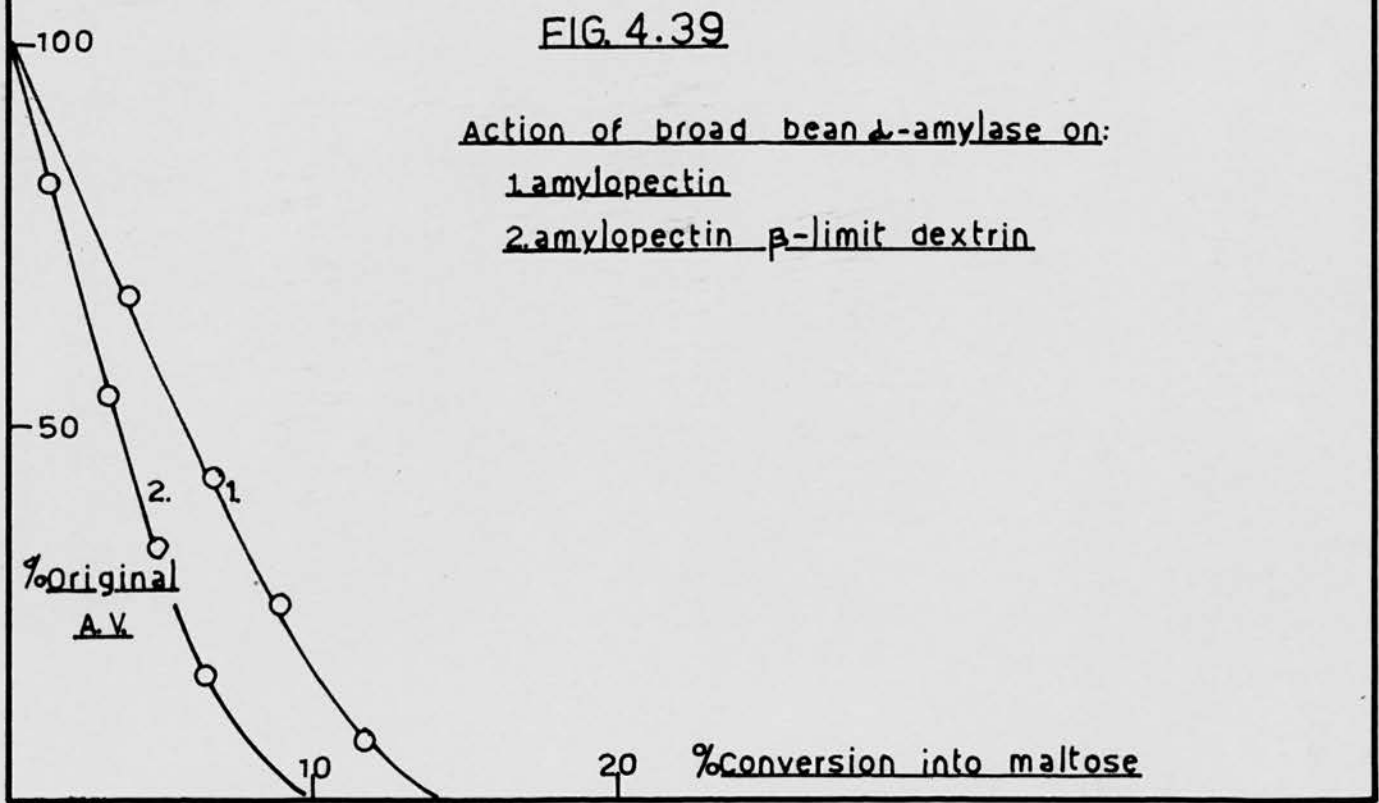 FIG. 4.39
100
Action of broad bean α-amylase on:
1.amylopectin
2.amylopectin β-limit dextrin
50
2.
1.
%Original
A.V.
10
20
%Conversion into maltose